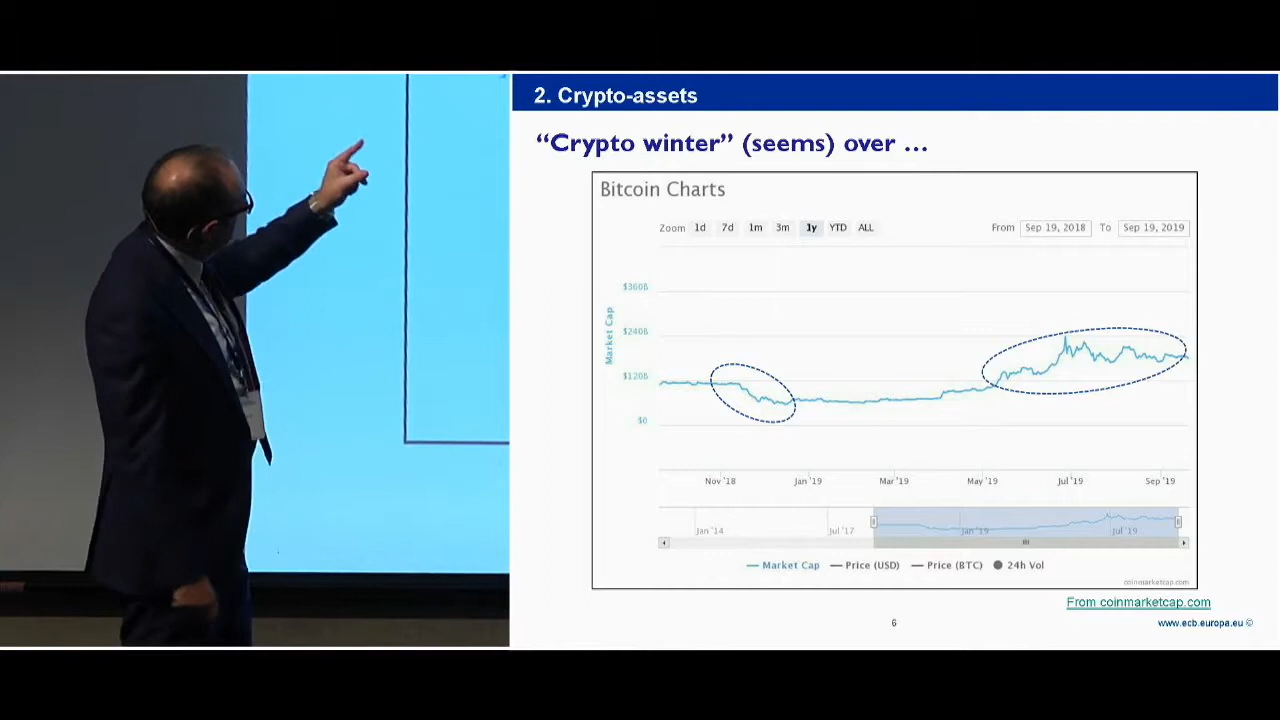 2. Crypto-assets
“Crypto winter” (seems) over …
Bitcoin Charts
Zoom 1d 7d 1m 3m 1y YTD ALL
From Sep 19, 2018 To Sep 19, 2019
Market Cap
$360B
$240B
$120B
$0
Nov '18 Jan '19 Mar '19 May '19 Jul '19 Sep '19
Jan '14 Jul '17 Jan '19 Jul '19
Market Cap Price (USD) Price (BTC) 24h Vol
coinmarketcap.com
From coinmarketcap.com
6
www.ecb.europa.eu ©